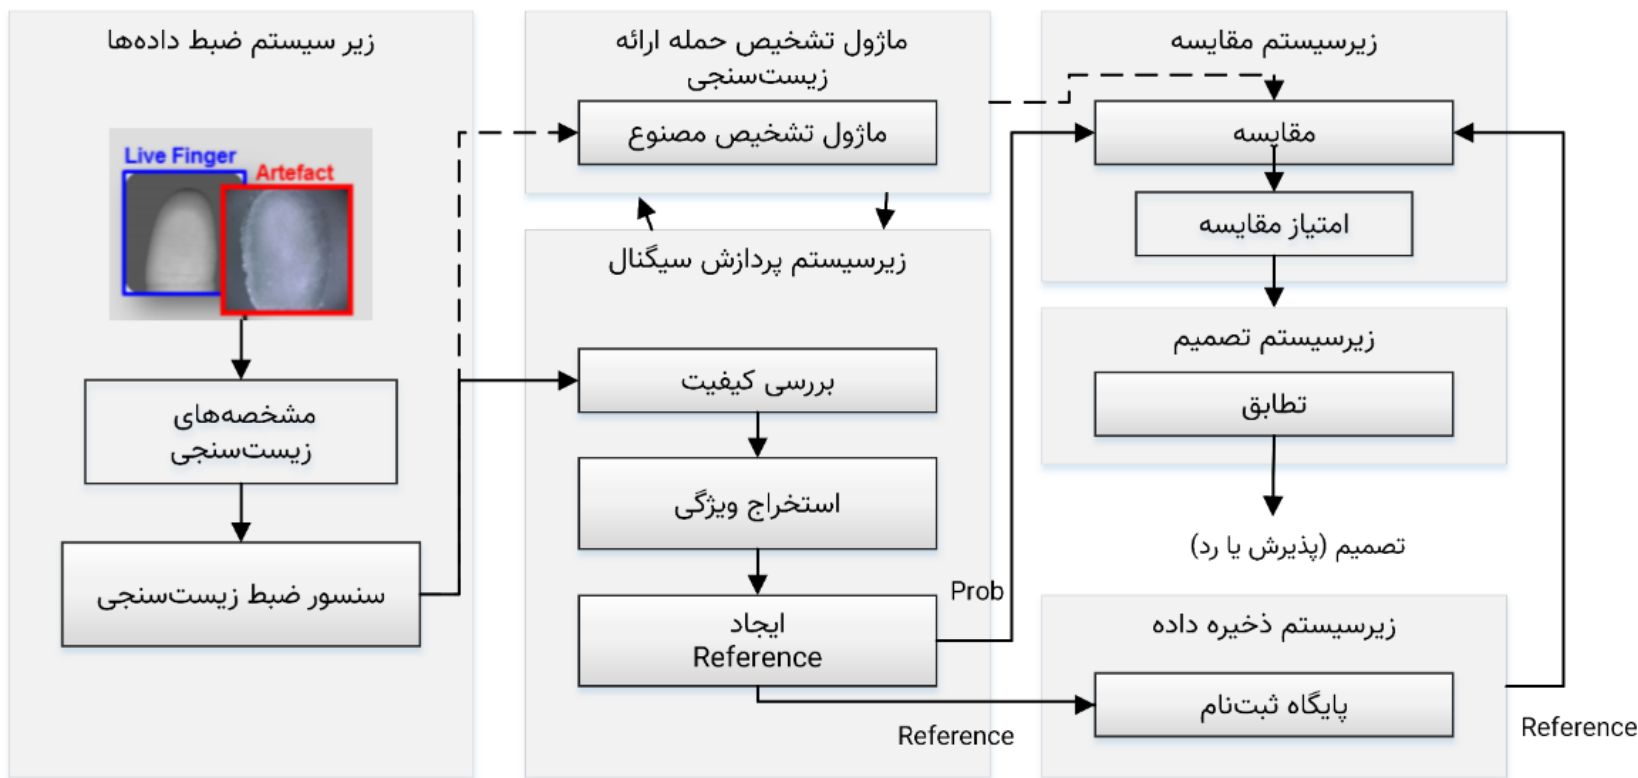 زیر سیستم ضبط داده‌ها
Live Finger
Artefact
مشخصه‌های
زیست‌سنجی
سنسور ضبط زیست‌سنجی
ماژول تشخیص حمله ارائه
زیست‌سنجی
ماژول تشخیص مصنوع
زیرسیستم پردازش سیگنال
بررسی کیفیت
استخراج ویژگی
ایجاد
Reference
Prob
Reference
زیرسیستم مقایسه
مقایسه
امتیاز مقایسه
زیرسیستم تصمیم
تطابق
تصمیم (پذیرش یا رد)
زیرسیستم ذخیره داده
پایگاه ثبت‌نام
Reference